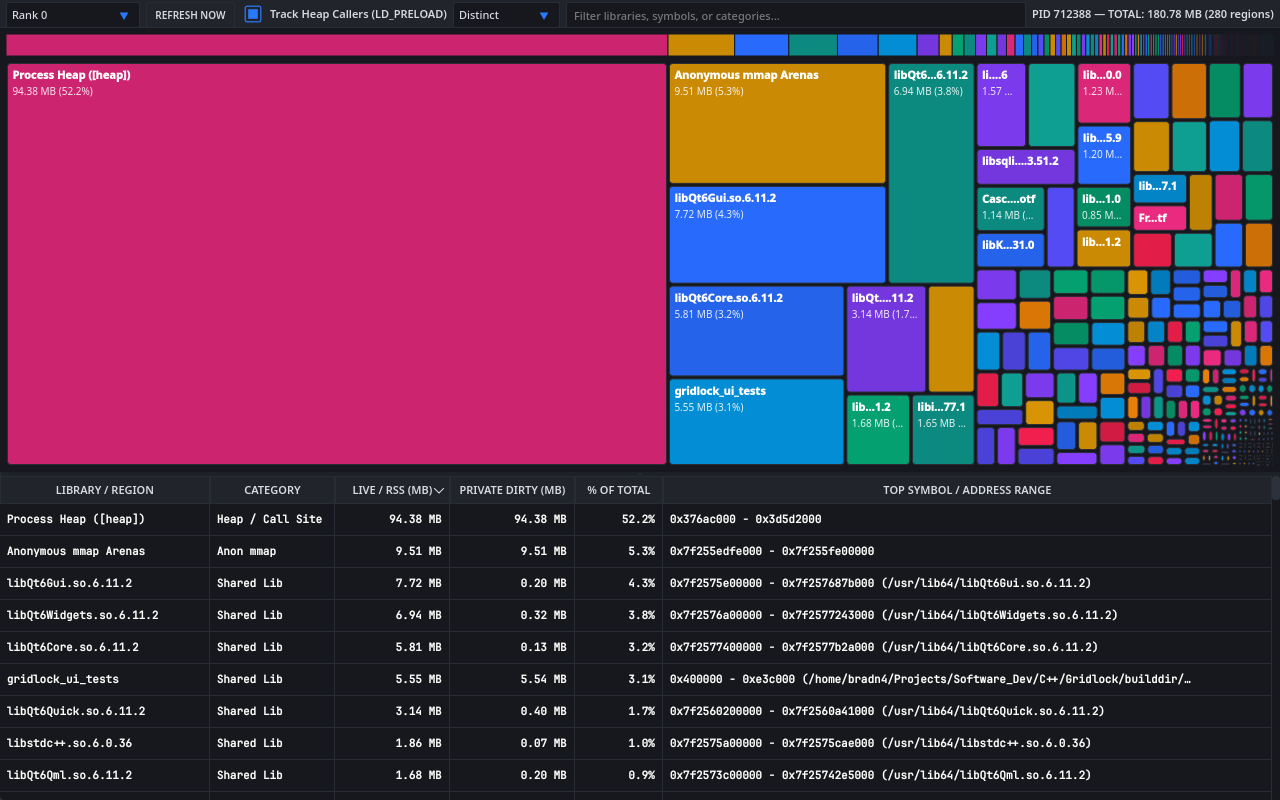 Rank 0 REFRESH NOW Track Heap Callers (LD_PRELOAD) Distinct Filter libraries, symbols, or categories... PID 712388 — TOTAL: 180.78 MB (280 regions)
Process Heap ([heap])
94.38 MB (52.2%)
Anonymous mmap Arenas
9.51 MB (5.3%)
libQt6...6.11.2
6.94 MB (3.8%)
li....6
1.57 ...
lib...0.0
1.23 M...
libQt6Gui.so.6.11.2
7.72 MB (4.3%)
libsqli....3.51.2
lib...5.9
1.20 M...
Casc....otf
1.14 MB (...
lib...1.0
0.85 M...
lib...7.1
Fr...tf
libK...31.0
lib...1.2
libQt6Core.so.6.11.2
5.81 MB (3.2%)
libQt....11.2
3.14 MB (1.7...
gridlock_ui_tests
5.55 MB (3.1%)
lib...1.2
1.68 MB (...
libi...77.1
1.65 MB ...
LIBRARY / REGION CATEGORY LIVE / RSS (MB) PRIVATE DIRTY (MB) % OF TOTAL TOP SYMBOL / ADDRESS RANGE
Process Heap ([heap]) Heap / Call Site 94.38 MB 94.38 MB 52.2% 0x376ac000 - 0x3d5d2000
Anonymous mmap Arenas Anon mmap 9.51 MB 9.51 MB 5.3% 0x7f255edfe000 - 0x7f255fe00000
libQt6Gui.so.6.11.2 Shared Lib 7.72 MB 0.20 MB 4.3% 0x7f2575e00000 - 0x7f257687b000 (/usr/lib64/libQt6Gui.so.6.11.2)
libQt6Widgets.so.6.11.2 Shared Lib 6.94 MB 0.32 MB 3.8% 0x7f2576a00000 - 0x7f2577243000 (/usr/lib64/libQt6Widgets.so.6.11.2)
libQt6Core.so.6.11.2 Shared Lib 5.81 MB 0.13 MB 3.2% 0x7f2577400000 - 0x7f2577b2a000 (/usr/lib64/libQt6Core.so.6.11.2)
gridlock_ui_tests Shared Lib 5.55 MB 5.54 MB 3.1% 0x400000 - 0xe3c000 (/home/bradn4/Projects/Software_Dev/C++/Gridlock/builddir/…
libQt6Quick.so.6.11.2 Shared Lib 3.14 MB 0.40 MB 1.7% 0x7f2560200000 - 0x7f2560a41000 (/usr/lib64/libQt6Quick.so.6.11.2)
libstdc++.so.6.0.36 Shared Lib 1.86 MB 0.07 MB 1.0% 0x7f2575a00000 - 0x7f2575cae000 (/usr/lib64/libstdc++.so.6.0.36)
libQt6Qml.so.6.11.2 Shared Lib 1.68 MB 0.20 MB 0.9% 0x7f2573c00000 - 0x7f25742e5000 (/usr/lib64/libQt6Qml.so.6.11.2)